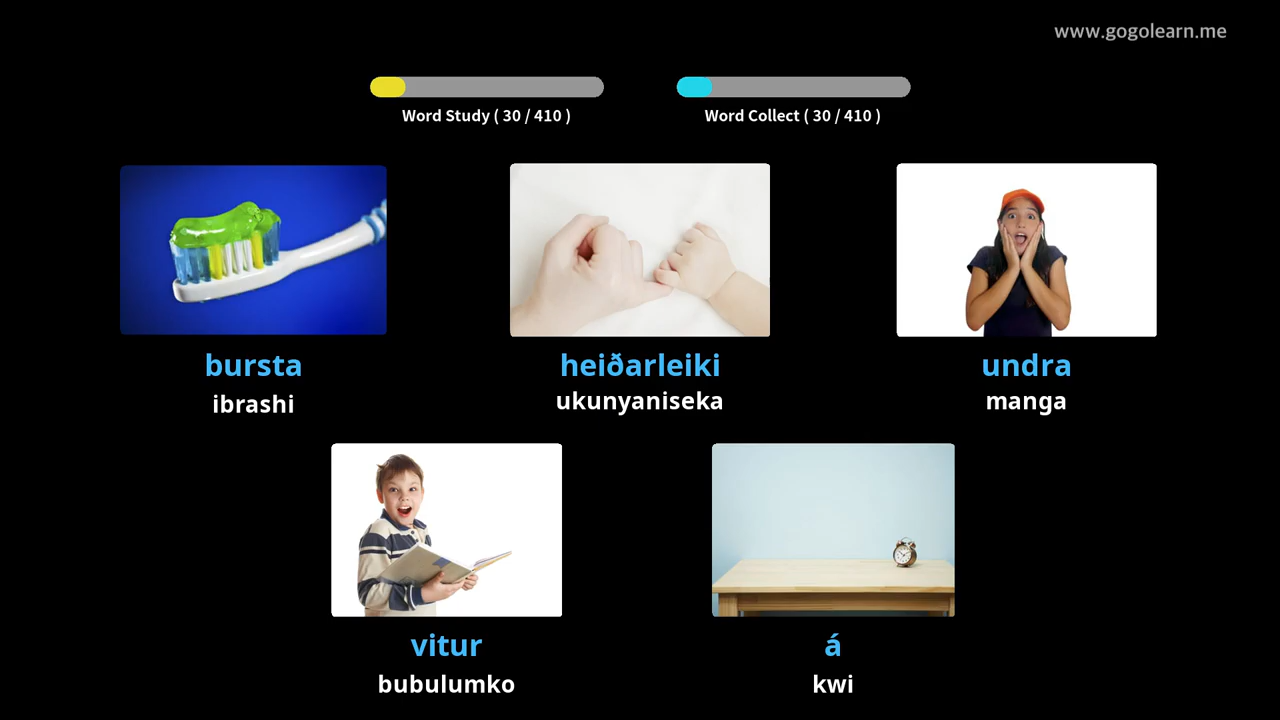 www.gogolearn.me
Word Study ( 30 / 410 )
Word Collect ( 30 / 410 )
bursta
ibrashi
heiðarleiki
ukunyaniseka
undra
manga
vitur
bubulumko
á
kwi